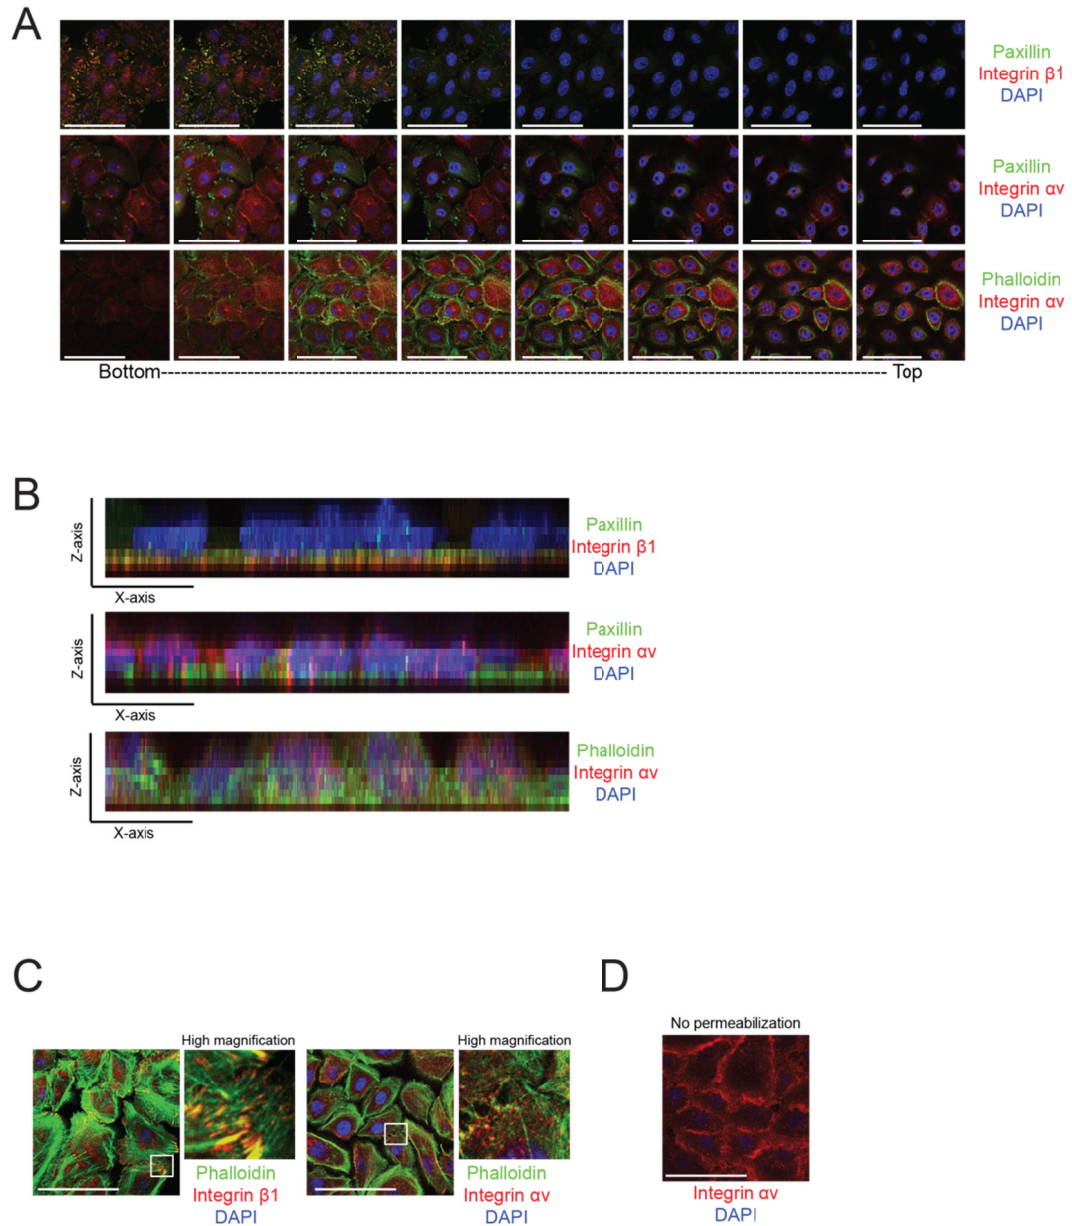 A
Paxillin
Integrin β1
DAPI
Paxillin
Integrin αv
DAPI
Phalloidin
Integrin αv
DAPI
Bottom-------------------------------------------------------------------------------------------- Top
B
Z-axis
X-axis
Paxillin
Integrin β1
DAPI
Z-axis
X-axis
Paxillin
Integrin αv
DAPI
Z-axis
X-axis
Phalloidin
Integrin αv
DAPI
C
High magnification
Phalloidin
Integrin β1
DAPI
High magnification
Phalloidin
Integrin αv
DAPI
D
No permeabilization
Integrin αv
DAPI